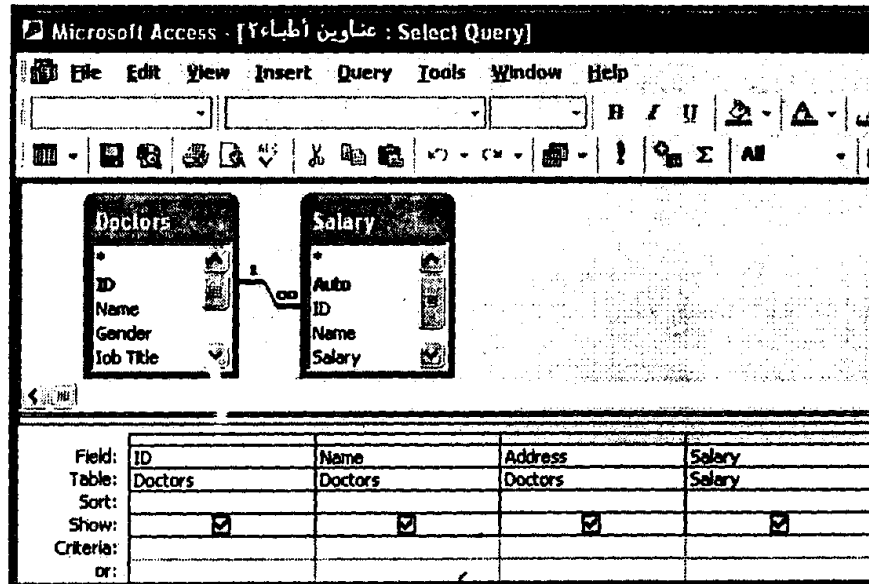 Microsoft Access - [عناوين أطباء٢ : Select Query]
File Edit View Insert Query Tools Window Help
B I U A
Σ All
Doctors
*
ID
Name
Gender
Job Title
Salary
*
Auto
ID
Name
Salary
1 ∞
Field: ID Name Address Salary
Table: Doctors Doctors Doctors Salary
Sort:
Show:
Criteria:
or: